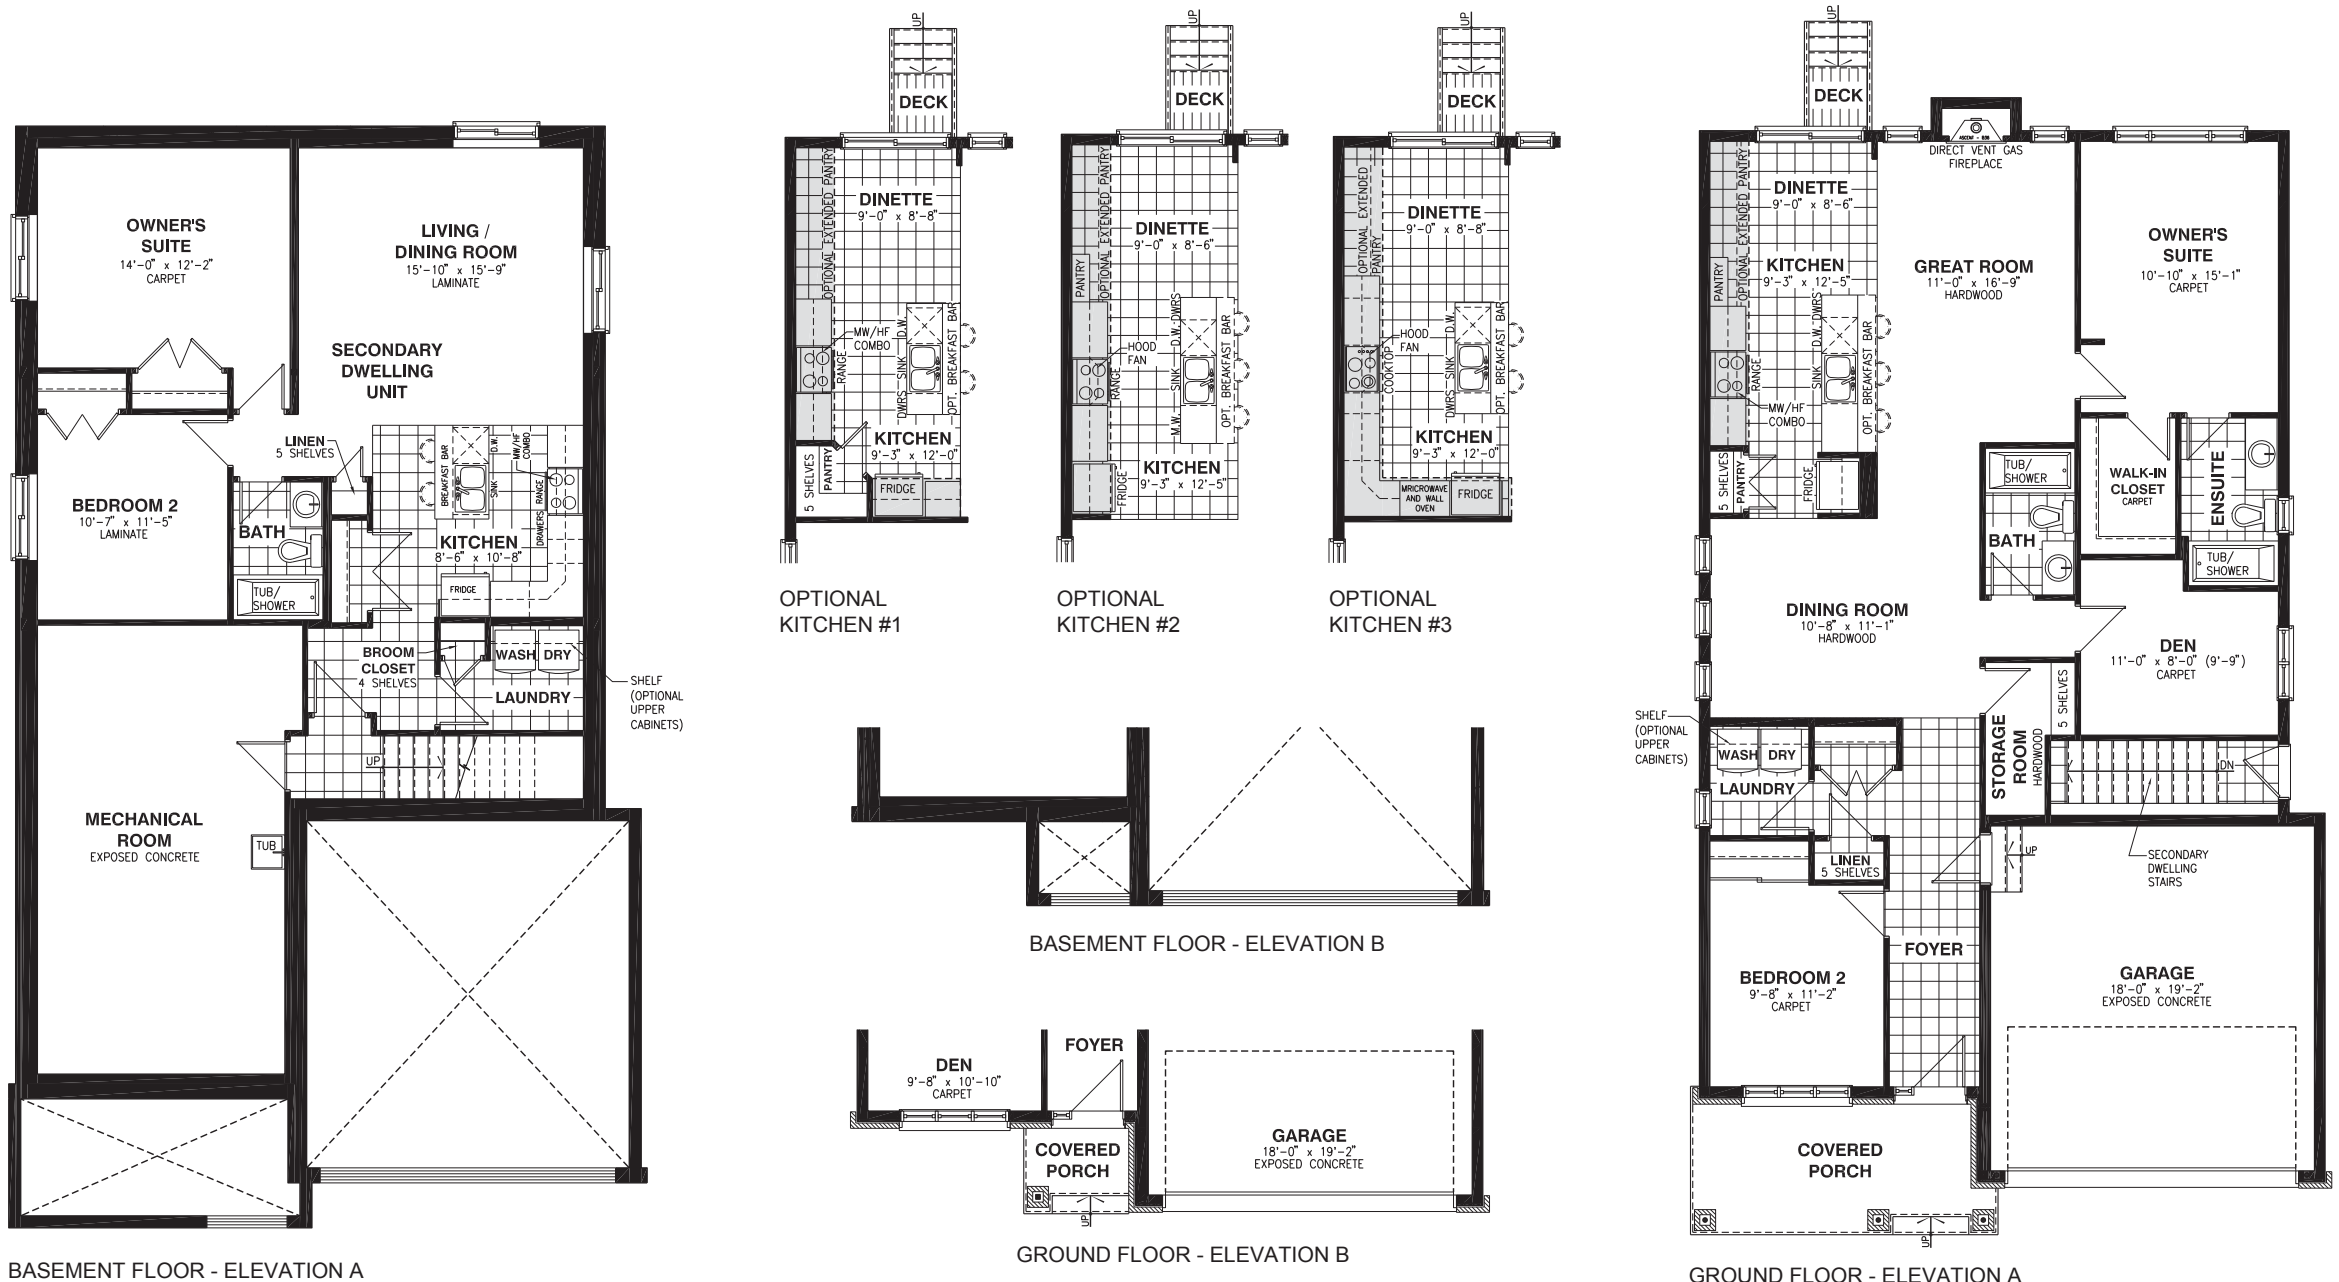 OWNER'S
SUITE
14'-0" x 12'-2"
CARPET
LIVING /
DINING ROOM
15'-10" x 15'-9"
LAMINATE
SECONDARY
DWELLING
UNIT
LINEN
5 SHELVES
BEDROOM 2
10'-7" x 11'-5"
LAMINATE
BATH
TUB/
SHOWER
BREAKFAST BAR
D.W.
SINK
MW/HF
COMBO
RANGE
DRAWERS
KITCHEN
8'-6" x 10'-8"
FRIDGE
BROOM
CLOSET
4 SHELVES
WASH
DRY
LAUNDRY
SHELF
(OPTIONAL
UPPER
CABINETS)
UP
MECHANICAL
ROOM
EXPOSED CONCRETE
TUB
BASEMENT FLOOR - ELEVATION A
UP
DECK
OPTIONAL EXTENDED PANTRY
DINETTE
9'-0" x 8'-8"
MW/HF
COMBO
RANGE
D.W.
SINK
DWRS
OPT. BREAKFAST BAR
KITCHEN
9'-3" x 12'-0"
5 SHELVES
PANTRY
FRIDGE
OPTIONAL
KITCHEN #1
UP
DECK
OPTIONAL EXTENDED PANTRY
PANTRY
DINETTE
9'-0" x 8'-6"
HOOD
FAN
RANGE
DWRS
D.W.
SINK
M.W.
OPT. BREAKFAST BAR
KITCHEN
9'-3" x 12'-5"
FRIDGE
OPTIONAL
KITCHEN #2
UP
DECK
OPTIONAL EXTENDED
PANTRY
DINETTE
9'-0" x 8'-8"
HOOD
FAN
COOKTOP
D.W.
SINK
DWRS
OPT. BREAKFAST BAR
KITCHEN
9'-3" x 12'-0"
MRICROWAVE
AND WALL
OVEN
FRIDGE
OPTIONAL
KITCHEN #3
BASEMENT FLOOR - ELEVATION B
DEN
9'-8" x 10'-10"
CARPET
FOYER
COVERED
PORCH
UP
GARAGE
18'-0" x 19'-2"
EXPOSED CONCRETE
GROUND FLOOR - ELEVATION B
UP
DECK
DIRECT VENT GAS
FIREPLACE
OPTIONAL EXTENDED PANTRY
PANTRY
DINETTE
9'-0" x 8'-6"
KITCHEN
9'-3" x 12'-5"
GREAT ROOM
11'-0" x 16'-9"
HARDWOOD
OWNER'S
SUITE
10'-10" x 15'-1"
CARPET
DWRS
D.W.
SINK
RANGE
MW/HF
COMBO
OPT. BREAKFAST BAR
5 SHELVES
PANTRY
FRIDGE
TUB/
SHOWER
BATH
WALK-IN
CLOSET
CARPET
ENSUITE
TUB/
SHOWER
DINING ROOM
10'-8" x 11'-1"
HARDWOOD
DEN
11'-0" x 8'-0" (9'-9")
CARPET
SHELF
(OPTIONAL
UPPER
CABINETS)
WASH
DRY
LAUNDRY
STORAGE
ROOM
HARDWOOD
5 SHELVES
DN
SECONDARY
DWELLING
STAIRS
UP
LINEN
5 SHELVES
FOYER
BEDROOM 2
9'-8" x 11'-2"
CARPET
GARAGE
18'-0" x 19'-2"
EXPOSED CONCRETE
COVERED
PORCH
UP
GROUND FLOOR - ELEVATION A